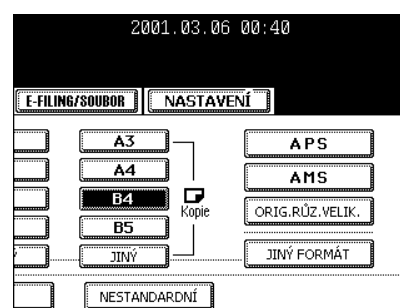 2001.03.06 00:40
E-FILING/SOUBOR NASTAVENÍ
A3 APS
A4 AMS
B4 Kopie ORIG.RŮZ.VELIK.
B5
JINÝ JINÝ FORMÁT
NESTANDARDNÍ